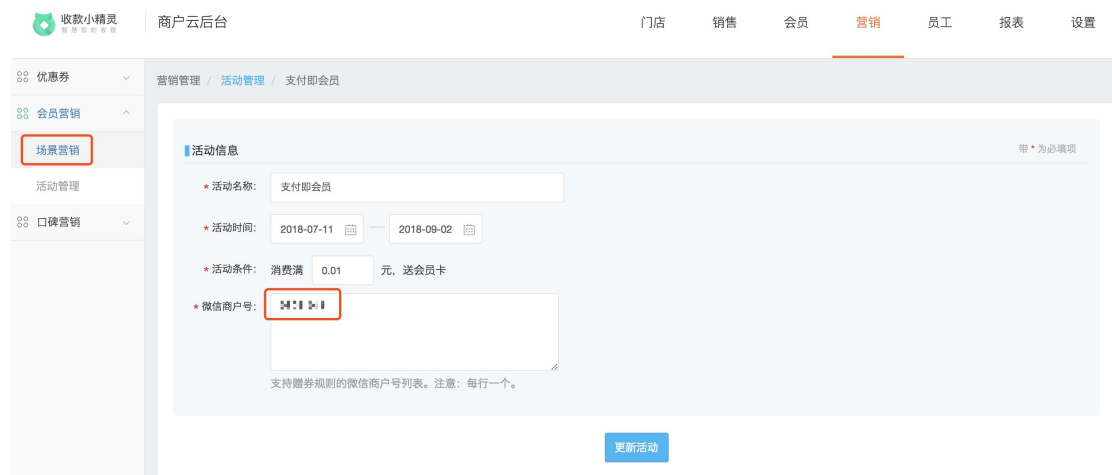 收款小精灵
商户云后台
门店
销售
会员
营销
员工
报表
设置
优惠券
会员营销
场景营销
活动管理
口碑营销
营销管理 / 活动管理 / 支付即会员
活动信息
带 * 为必填项
* 活动名称: 支付即会员
* 活动时间: 2018-07-11 — 2018-09-02
* 活动条件: 消费满 0.01 元, 送会员卡
* 微信商户号:
支持赠券规则的微信商户号列表。注意: 每行一个。
更新活动